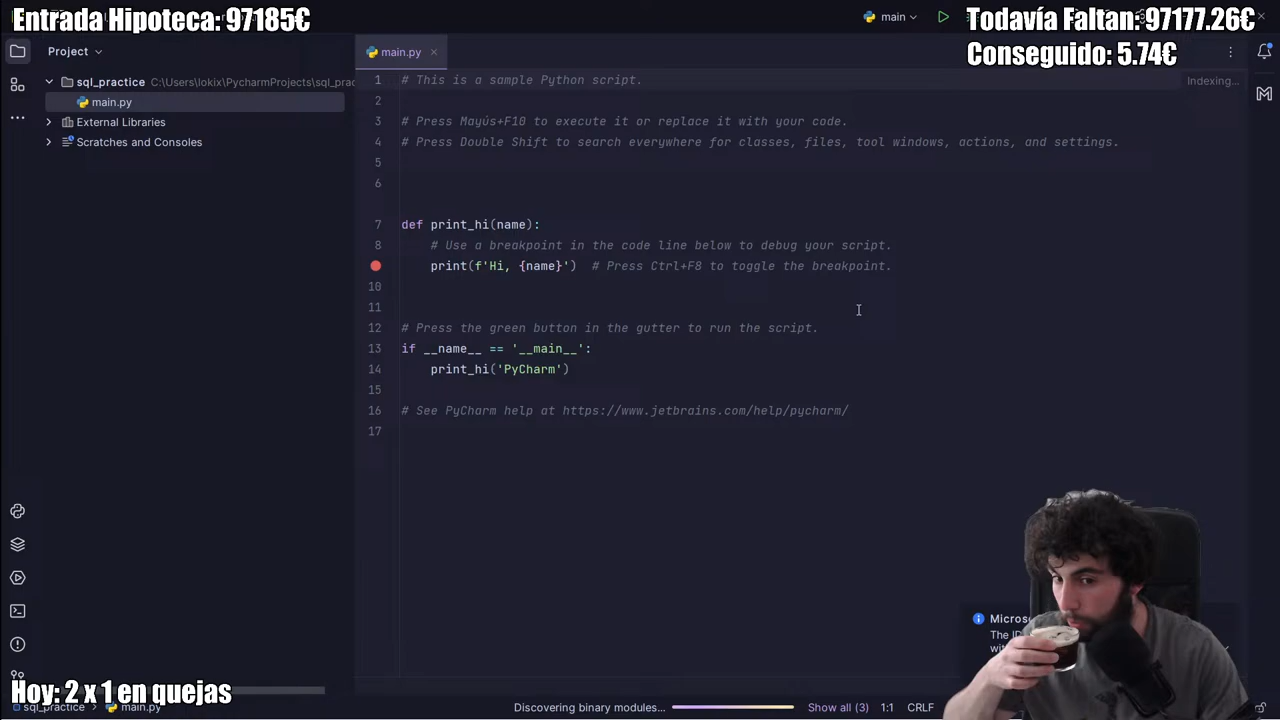 Entrada Hipoteca: 97185€
main
Todavía Faltan: 97177.26€
Conseguido: 5.74€
Project
main.py
sql_practice C:\Users\lokix\PycharmProjects\sql_prac
main.py
External Libraries
Scratches and Consoles
Indexing...
1 # This is a sample Python script.
2
3 # Press Mayús+F10 to execute it or replace it with your code.
4 # Press Double Shift to search everywhere for classes, files, tool windows, actions, and settings.
5
6
7 def print_hi(name):
8 # Use a breakpoint in the code line below to debug your script.
print(f'Hi, {name}') # Press Ctrl+F8 to toggle the breakpoint.
10
11
12 # Press the green button in the gutter to run the script.
13 if __name__ == '__main__':
14 print_hi('PyCharm')
15
16 # See PyCharm help at https://www.jetbrains.com/help/pycharm/
17
Micros
The
Hoy: 2 x 1 en quejas
sql_practice
main.py
Discovering binary modules...
Show all (3)
1:1
CRLF